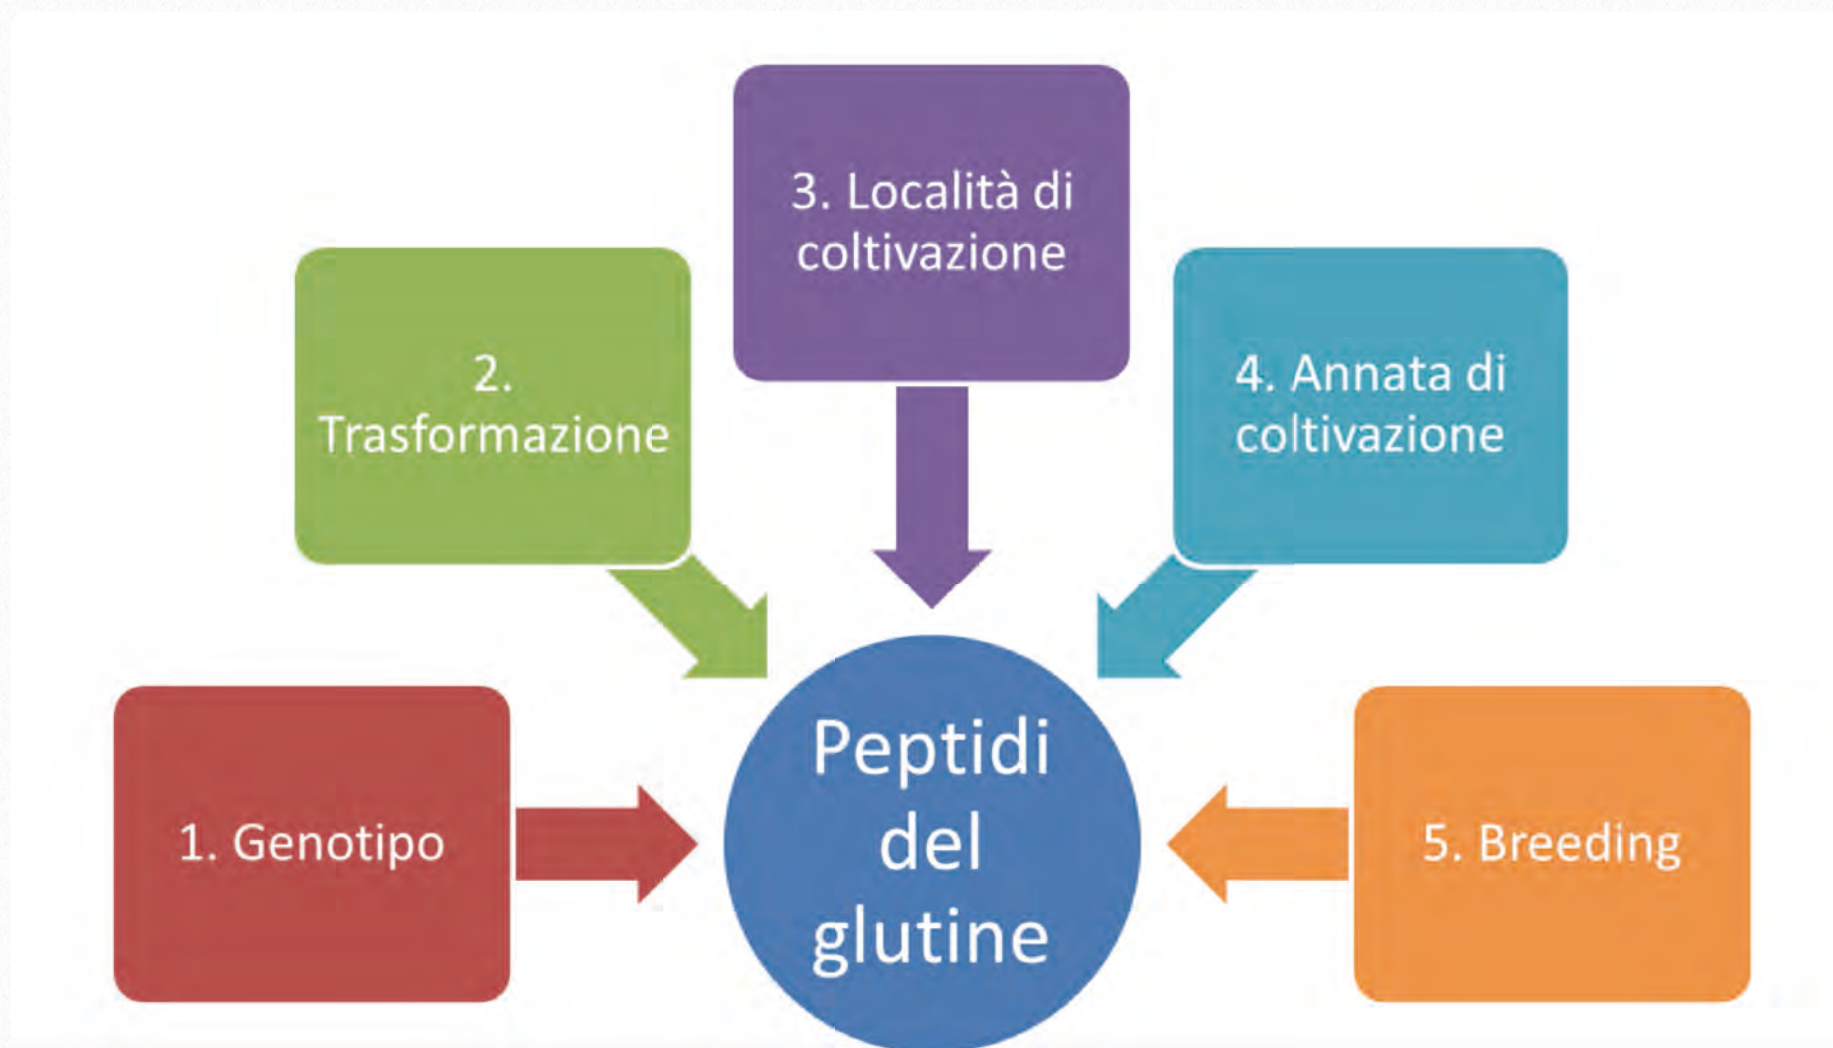 3. Località di
coltivazione
2.
Trasformazione
4. Annata di
coltivazione
1. Genotipo
Peptidi
del
glutine
5. Breeding